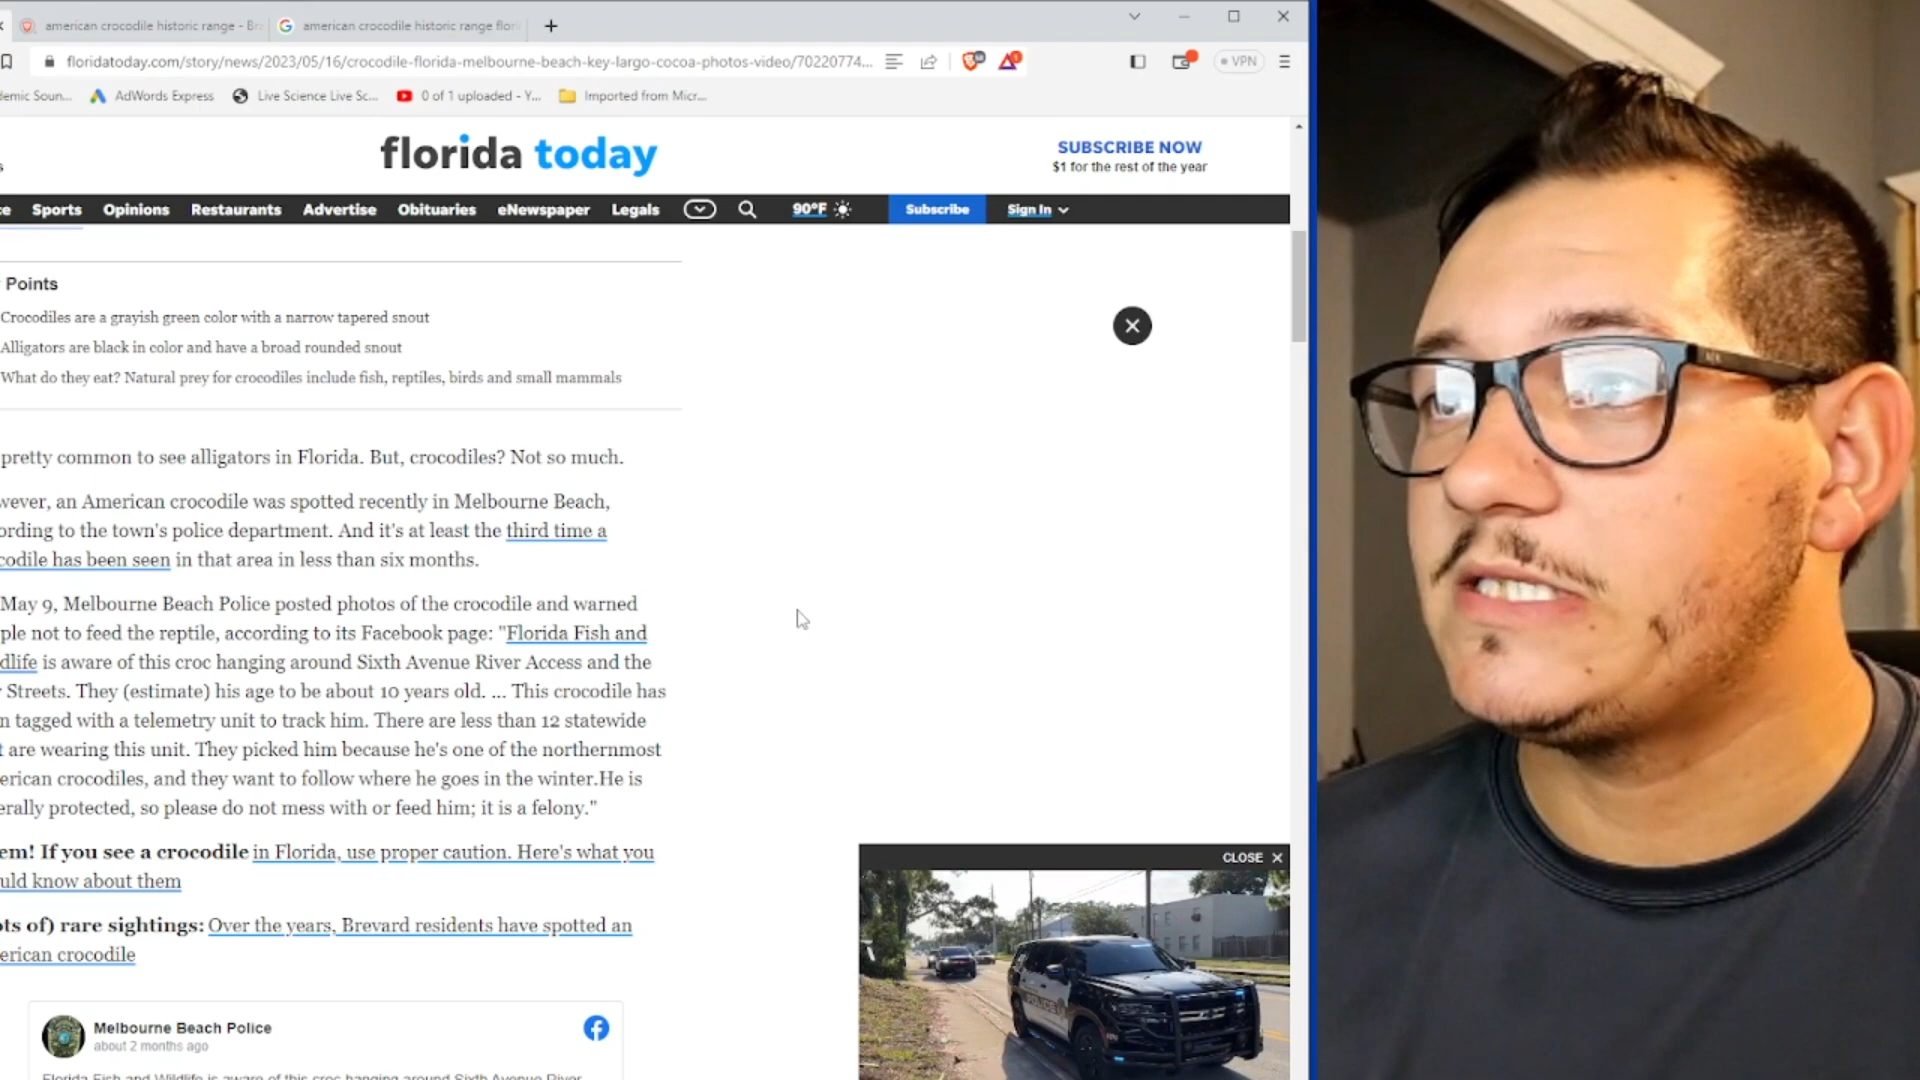 american crocodile historic range - Bra
american crocodile historic range flori
floridatoday.com/story/news/2023/05/16/crocodile-florida-melbourne-beach-key-largo-cocoa-photos-video/70220774...
VPN
demic Soun...
AdWords Express
Live Science Live Sc...
0 of 1 uploaded - Y...
Imported from Micr...
florida today
SUBSCRIBE NOW
$1 for the rest of the year
ce Sports Opinions Restaurants Advertise Obituaries eNewspaper Legals 90°F Subscribe Sign In
Points
Crocodiles are a grayish green color with a narrow tapered snout
Alligators are black in color and have a broad rounded snout
What do they eat? Natural prey for crocodiles include fish, reptiles, birds and small mammals
pretty common to see alligators in Florida. But, crocodiles? Not so much.
wever, an American crocodile was spotted recently in Melbourne Beach,
ording to the town's police department. And it's at least the third time a
codile has been seen in that area in less than six months.
May 9, Melbourne Beach Police posted photos of the crocodile and warned
ple not to feed the reptile, according to its Facebook page: "Florida Fish and
dlife is aware of this croc hanging around Sixth Avenue River Access and the
r Streets. They (estimate) his age to be about 10 years old. ... This crocodile has
n tagged with a telemetry unit to track him. There are less than 12 statewide
t are wearing this unit. They picked him because he's one of the northernmost
erican crocodiles, and they want to follow where he goes in the winter.He is
erally protected, so please do not mess with or feed him; it is a felony."
em! If you see a crocodile in Florida, use proper caution. Here's what you
uld know about them
ots of) rare sightings: Over the years, Brevard residents have spotted an
erican crocodile
CLOSE
POLICE
Melbourne Beach Police
about 2 months ago
Florida Fish and Wildlife is aware of this croc hanging around Sixth Avenue River